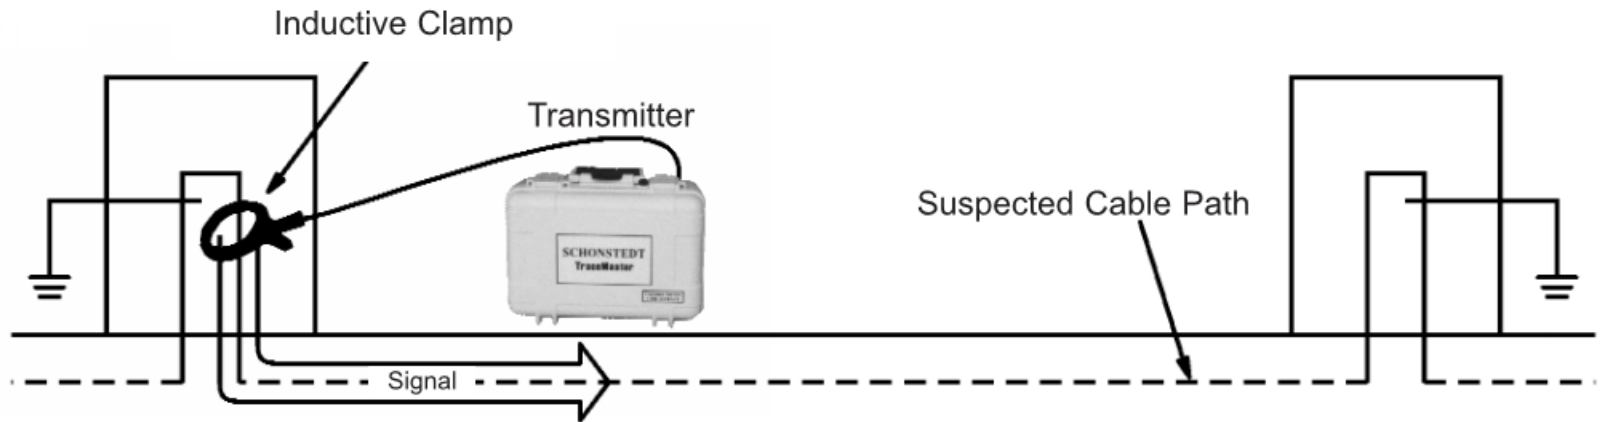 Inductive Clamp
Transmitter
SCHONSTEDT
TraceMaster
Suspected Cable Path
Signal